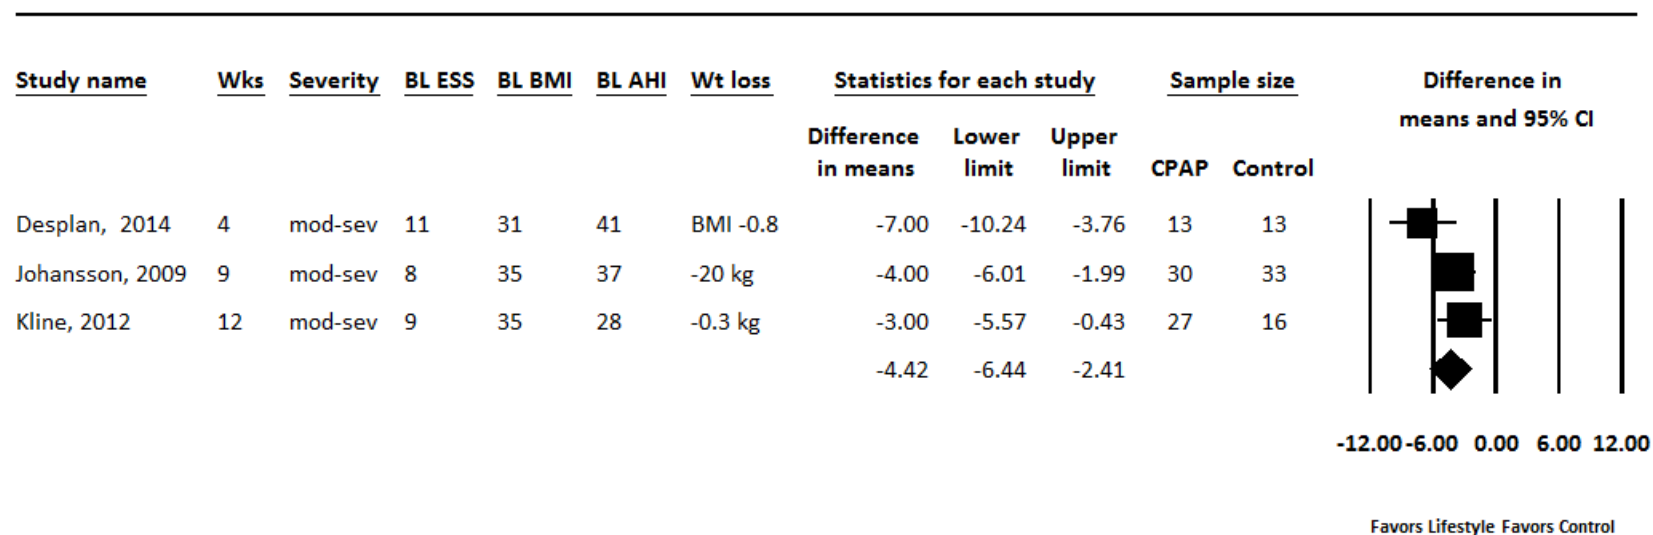 Study name Wks Severity BL ESS BL BMI BL AHI Wt loss Statistics for each study Sample size Difference in
means and 95% CI
Difference Lower Upper
in means limit limit CPAP Control
Desplan, 2014 4 mod-sev 11 31 41 BMI -0.8 -7.00 -10.24 -3.76 13 13
Johansson, 2009 9 mod-sev 8 35 37 -20 kg -4.00 -6.01 -1.99 30 33
Kline, 2012 12 mod-sev 9 35 28 -0.3 kg -3.00 -5.57 -0.43 27 16
-4.42 -6.44 -2.41
-12.00 -6.00 0.00 6.00 12.00
Favors Lifestyle Favors Control